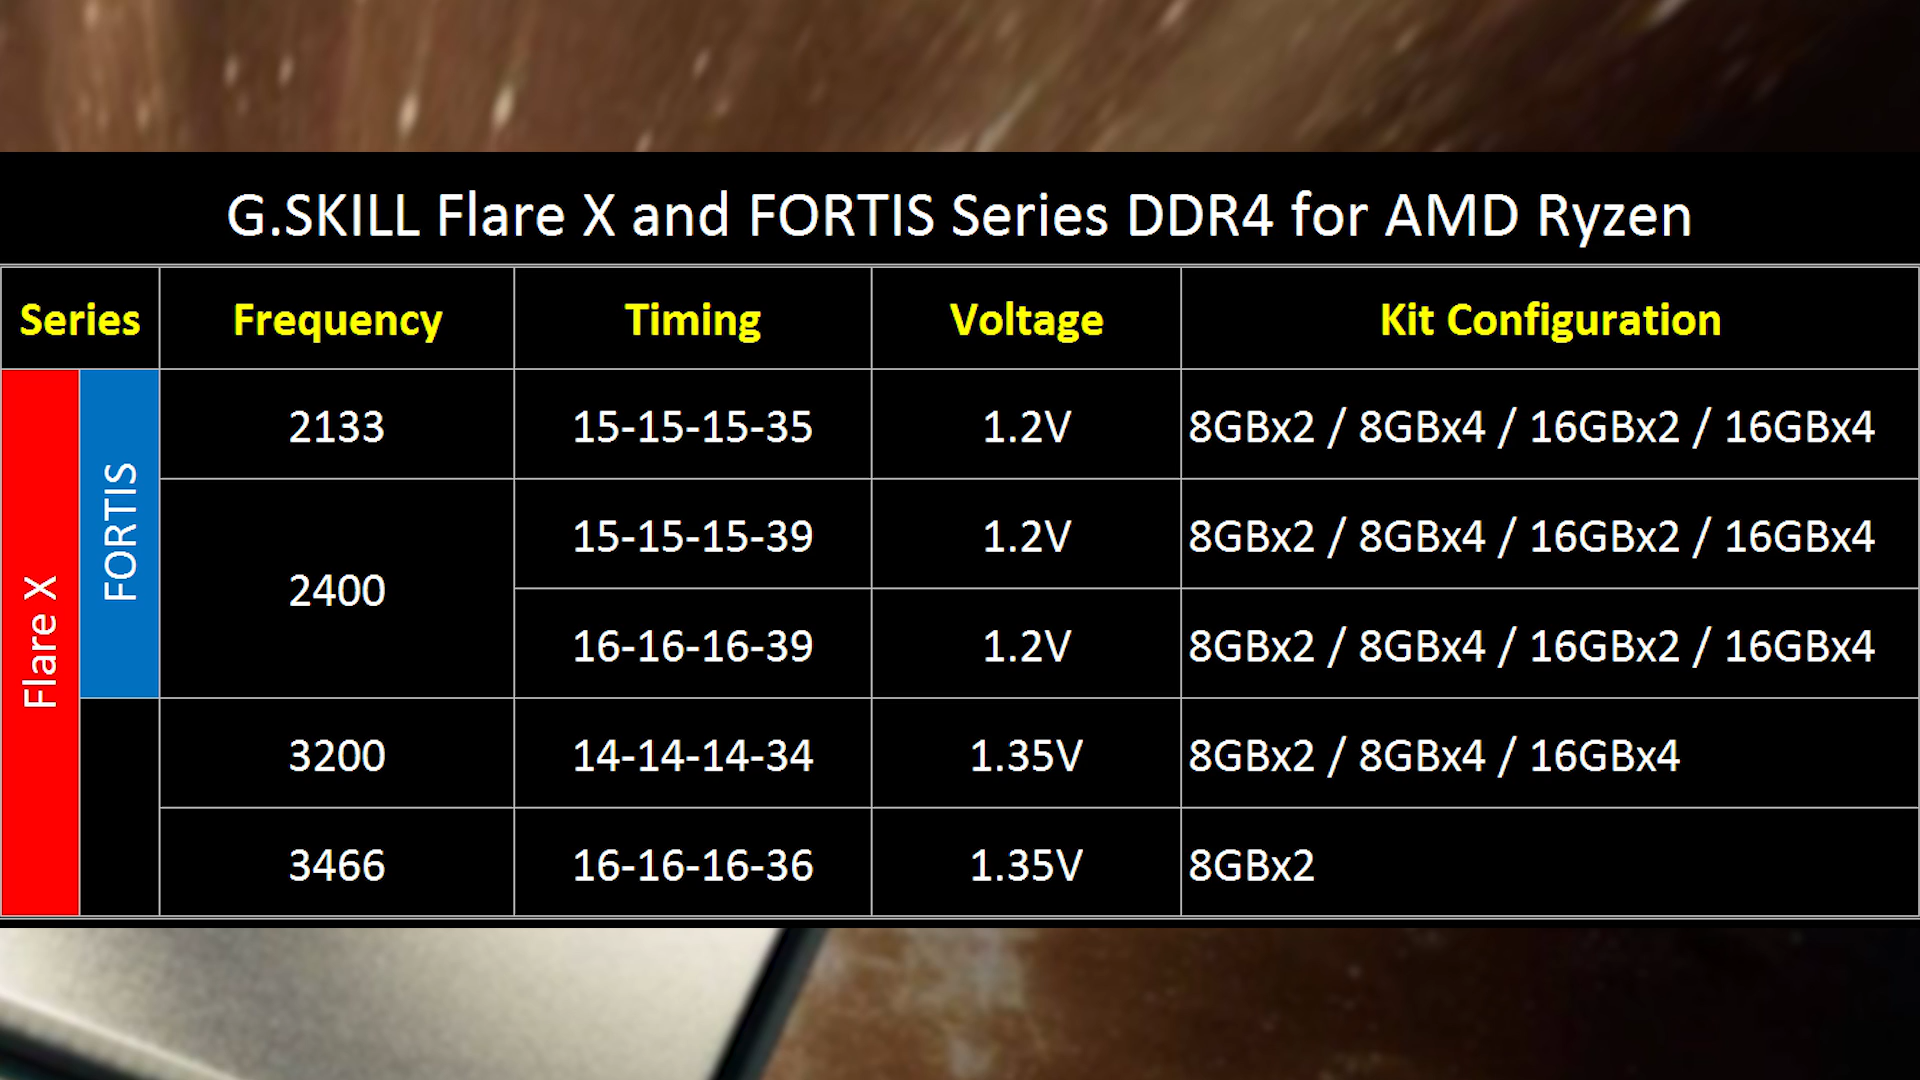 G.SKILL Flare X and FORTIS Series DDR4 for AMD Ryzen
Series Frequency Timing Voltage Kit Configuration
Flare X
FORTIS
2133 15-15-15-35 1.2V 8GBx2 / 8GBx4 / 16GBx2 / 16GBx4
2400 15-15-15-39 1.2V 8GBx2 / 8GBx4 / 16GBx2 / 16GBx4
16-16-16-39 1.2V 8GBx2 / 8GBx4 / 16GBx2 / 16GBx4
3200 14-14-14-34 1.35V 8GBx2 / 8GBx4 / 16GBx4
3466 16-16-16-36 1.35V 8GBx2